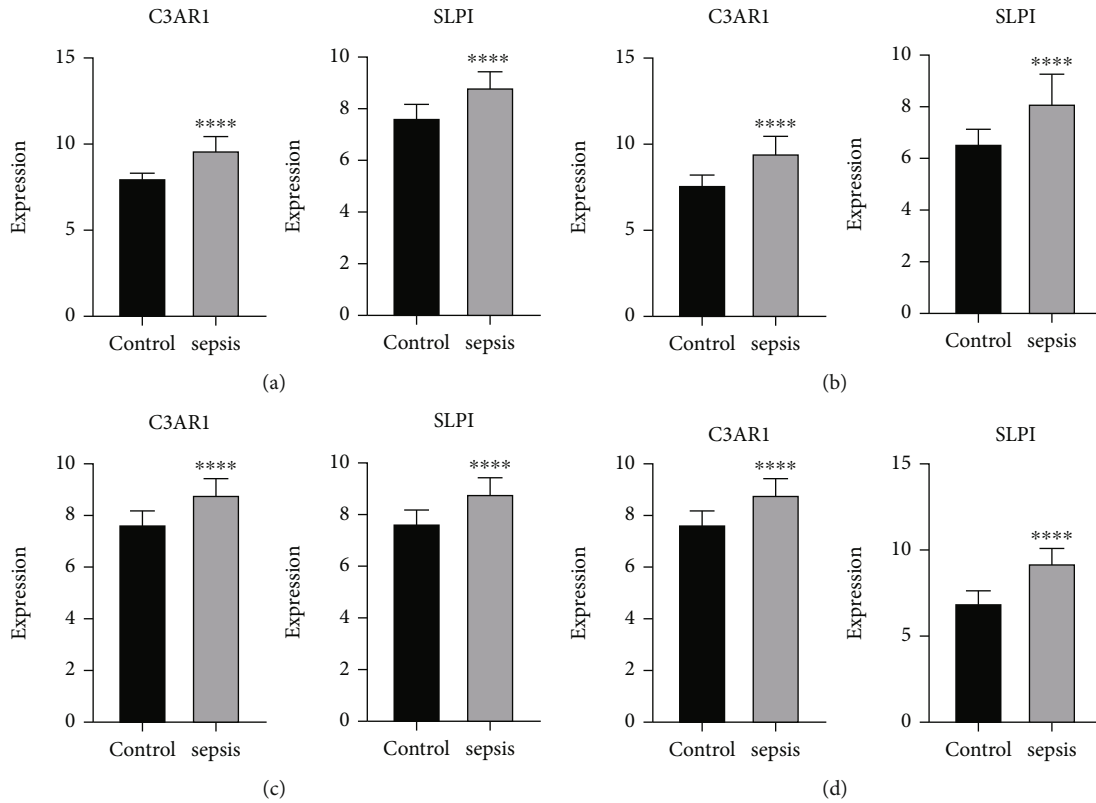 C3AR1
15
10
5
0
Expression
****
Control sepsis
SLPI
10
8
6
4
2
0
Expression
****
Control sepsis
(a)
C3AR1
15
10
5
0
Expression
****
Control sepsis
SLPI
10
8
6
4
2
0
Expression
****
Control sepsis
(b)
C3AR1
10
8
6
4
2
0
Expression
****
Control sepsis
SLPI
10
8
6
4
2
0
Expression
****
Control sepsis
(c)
C3AR1
10
8
6
4
2
0
Expression
****
Control sepsis
SLPI
15
10
5
0
Expression
****
Control sepsis
(d)